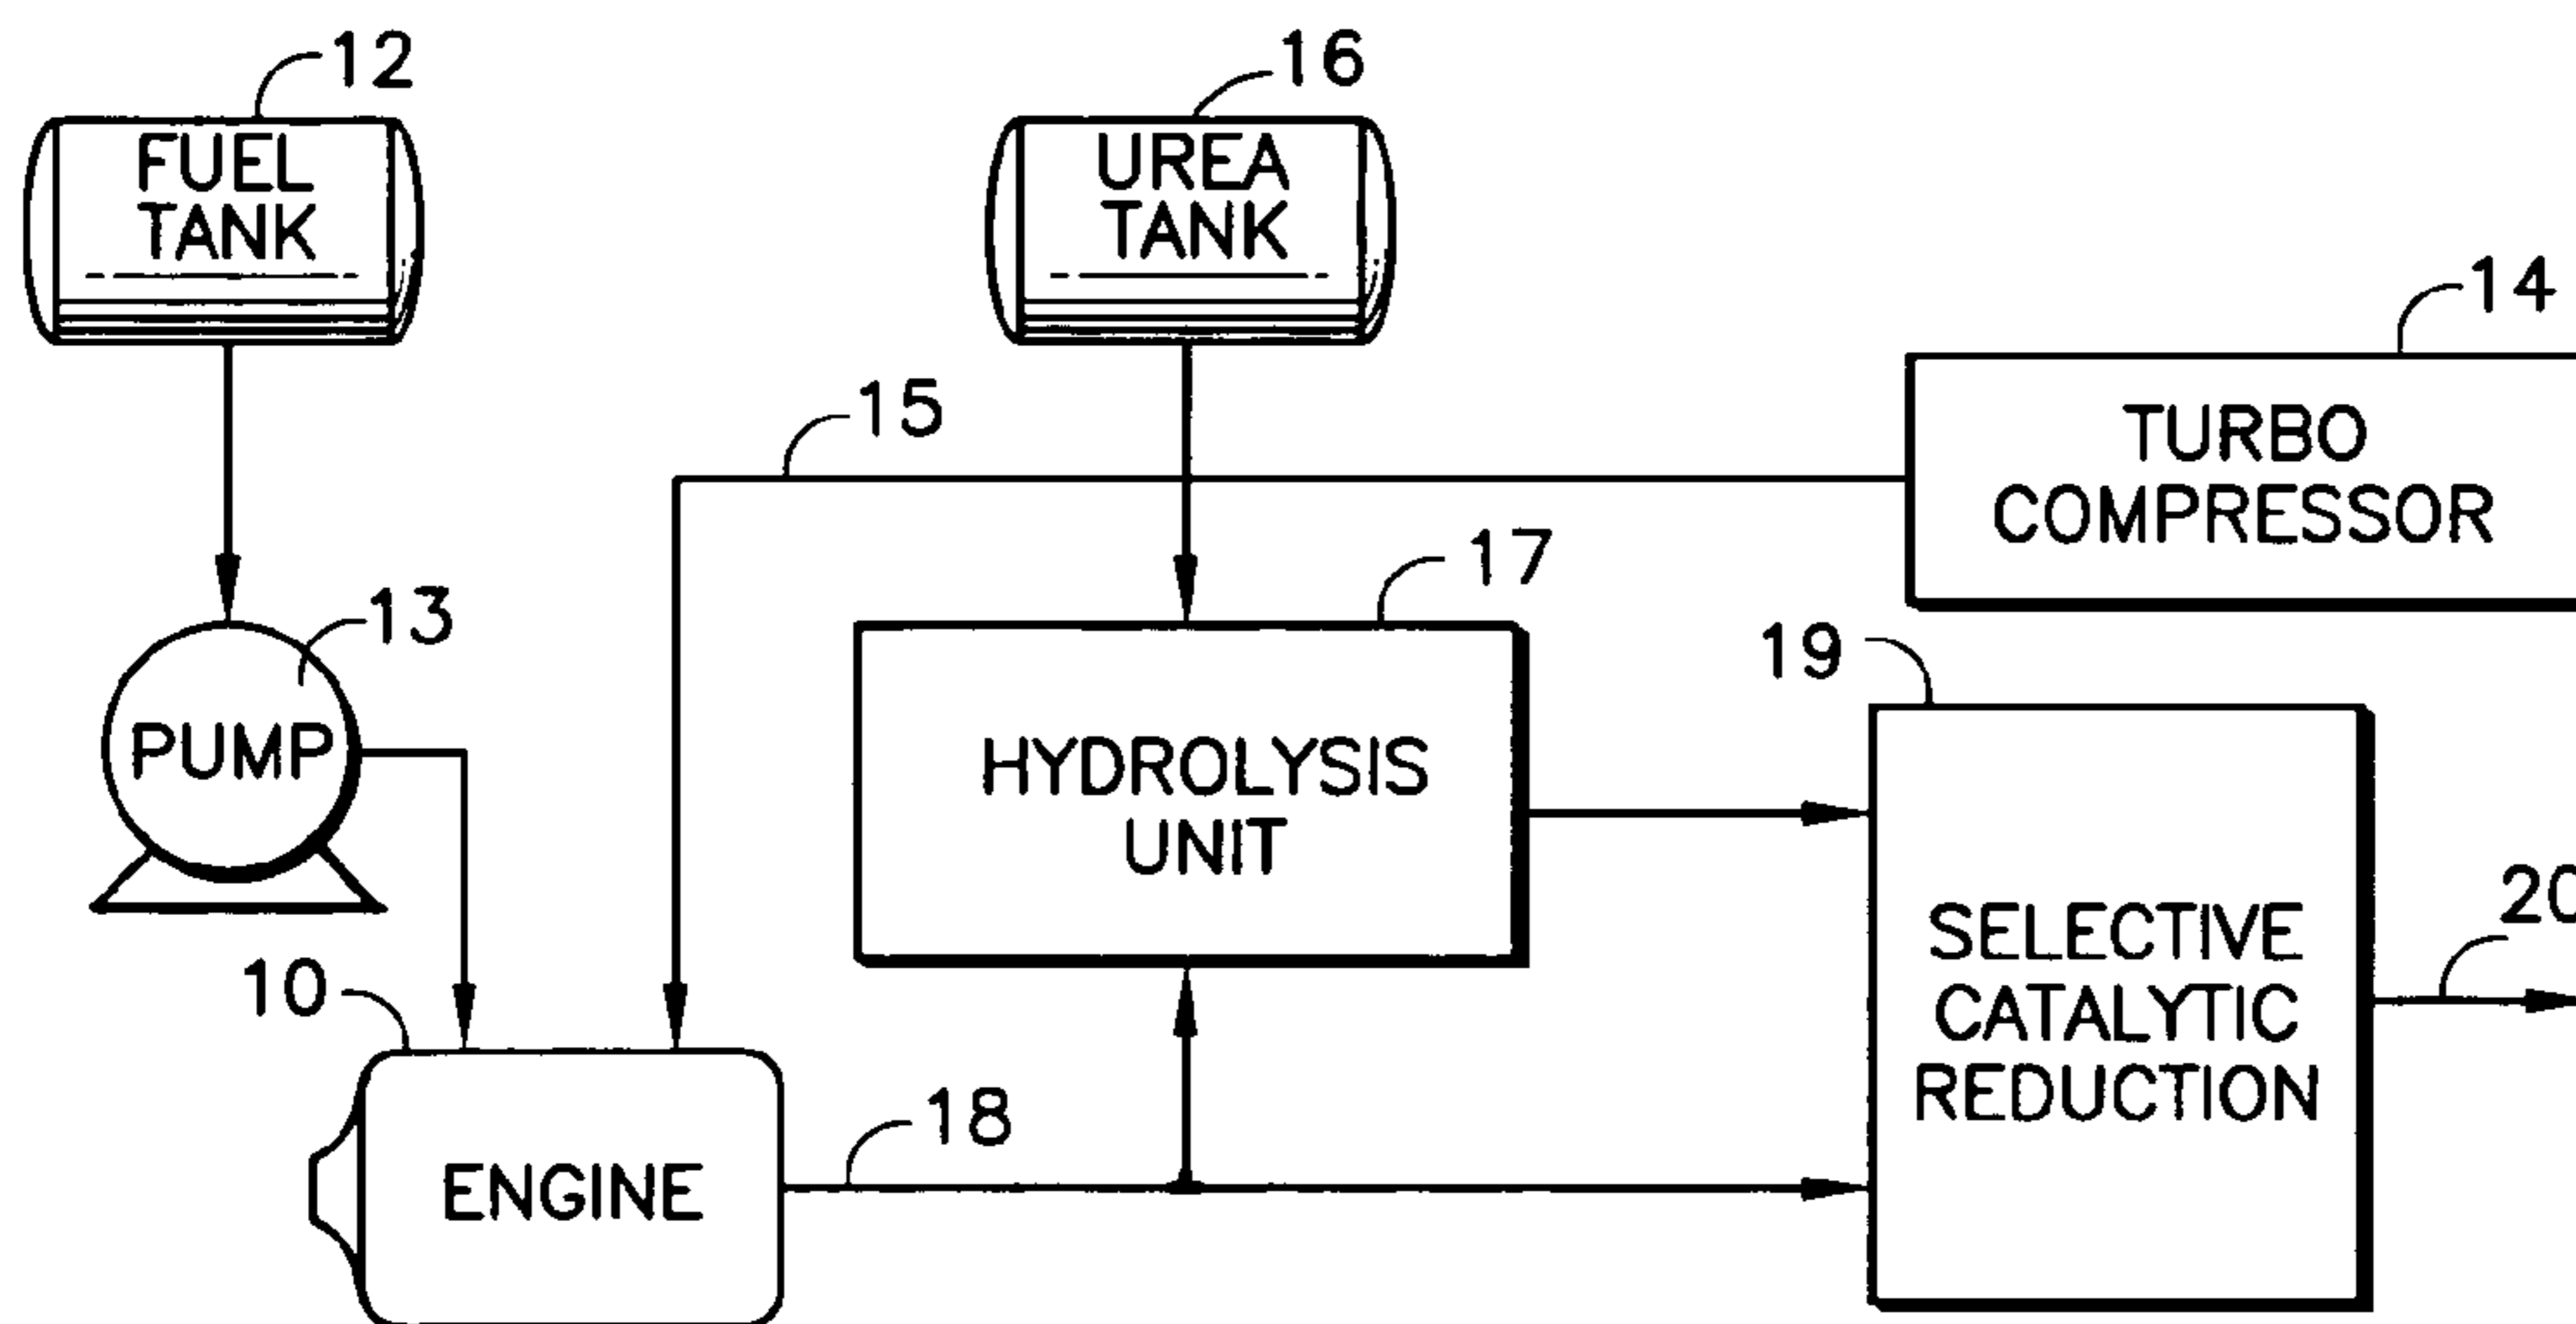 12
FUEL
TANK
16
UREA
TANK
14
TURBO
COMPRESSOR
15
17
13
PUMP
HYDROLYSIS
UNIT
19
SELECTIVE
CATALYTIC
REDUCTION
20
10
ENGINE
18